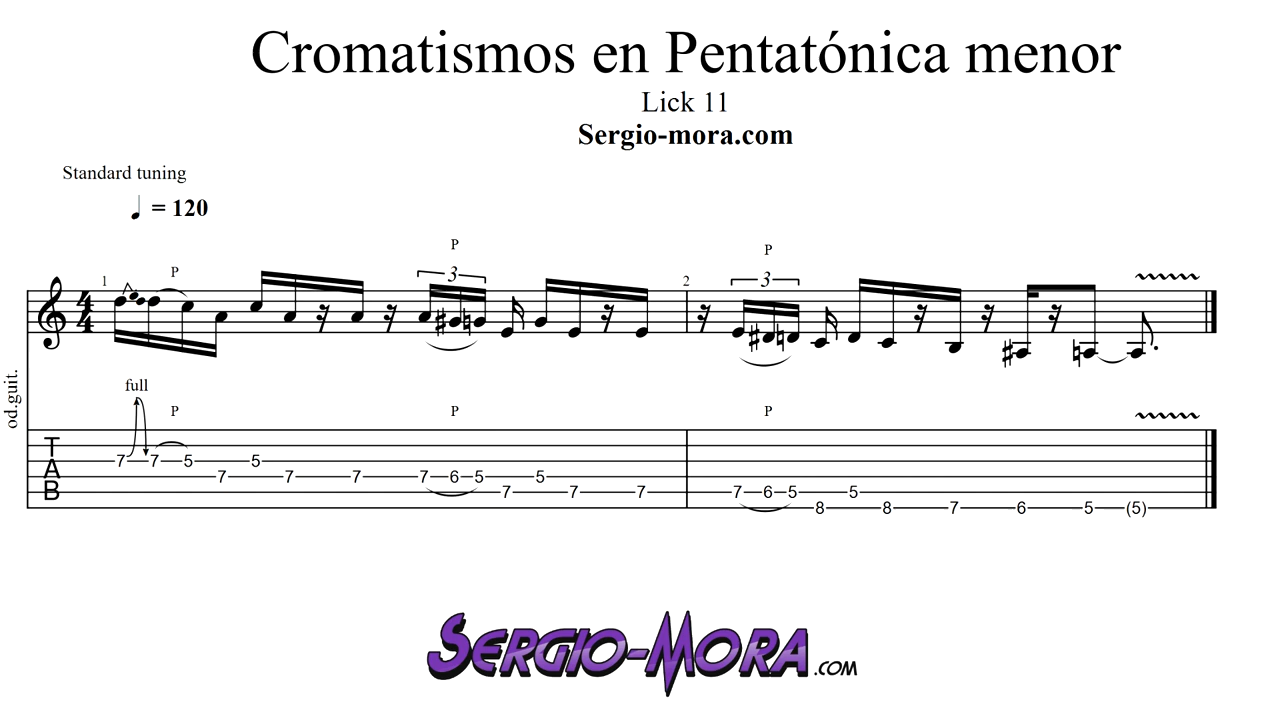 Cromatismos en Pentatónica menor
Lick 11
Sergio-mora.com
Standard tuning
= 120
P 3 P 3
1 P 2
4
4
od.guit.
full
P P P
T
A
B
7 7 5 5
7 7 7 7 6 5 5
7 7 7 7 6 5 5
8 8 7 6 5 (5)
SERGIO-MORA.COM